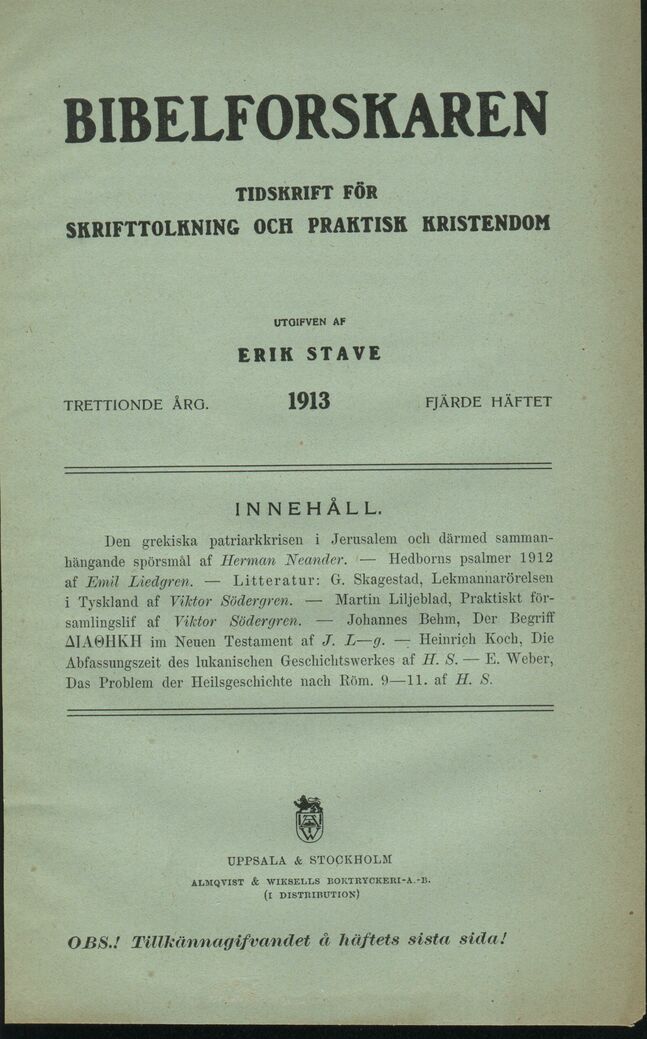 BIBELFORSKAREN
TIDSKRIFT FÖR
SKRIFTTOLKNING OCH PRAKTISK KRISTENDOM
UTGIFVEN AF
ERIK STAVE
TRETTIONDE ÅRG. 1913 FJÄRDE HÄFTET
INNEHÅLL.
Den grekiska patriarkkrisen i Jerusalem och därmed samman-
hängande spörsmål af Herman Neander. — Hedborns psalmer 1912
af Emil Liedgren. — Litteratur: G. Skagestad, Lekmannarörelsen
i Tyskland af Viktor Södergren. — Martin Liljeblad, Praktiskt för-
samlingslif af Viktor Södergren. — Johannes Behm, Der Begriff
ΔΙΑΘΗΚΗ im Neuen Testament af J. L—g. — Heinrich Koch, Die
Abfassungszeit des lukanischen Geschichtswerkes af H. S. — E. Weber,
Das Problem der Heilsgeschichte nach Röm. 9—11. af H. S.
UPPSALA & STOCKHOLM
ALMQVIST & WIKSELLS BOKTRYCKERI-A.-B.
(I DISTRIBUTION)
OBS.! Tillkännagifvandet å häftets sista sida!